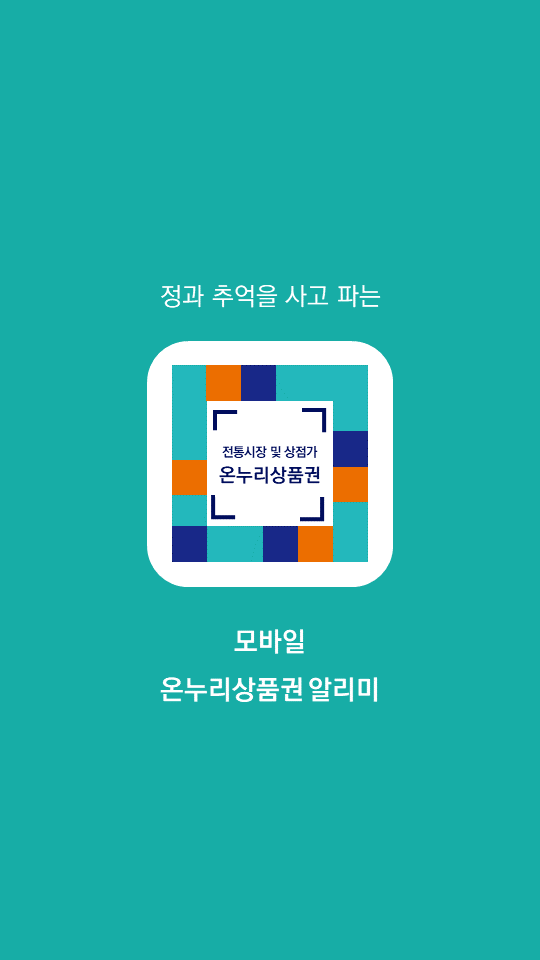 정과 추억을 사고 파는
전통시장 및 상점가
온누리상품권
모바일
온누리상품권 알리미